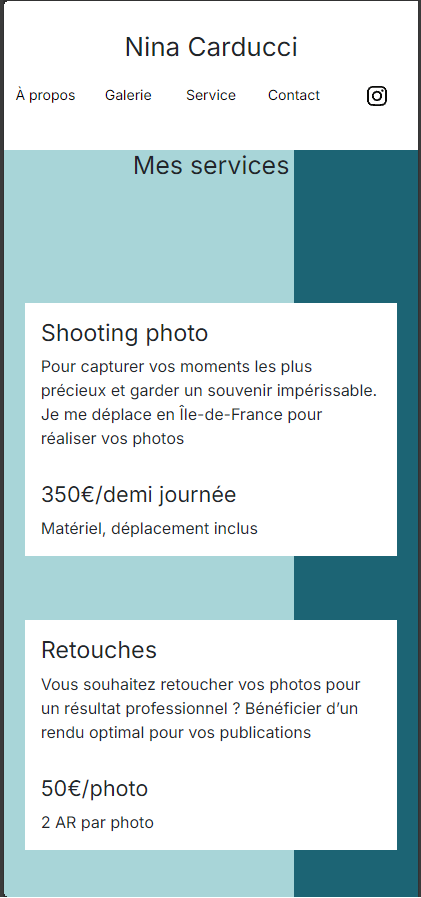 Nina Carducci
À propos Galerie Service Contact
Mes services
Shooting photo
Pour capturer vos moments les plus
précieux et garder un souvenir impérissable.
Je me déplace en Île-de-France pour
réaliser vos photos
350€/demi journée
Matériel, déplacement inclus
Retouches
Vous souhaitez retoucher vos photos pour
un résultat professionnel ? Bénéficier d’un
rendu optimal pour vos publications
50€/photo
2 AR par photo